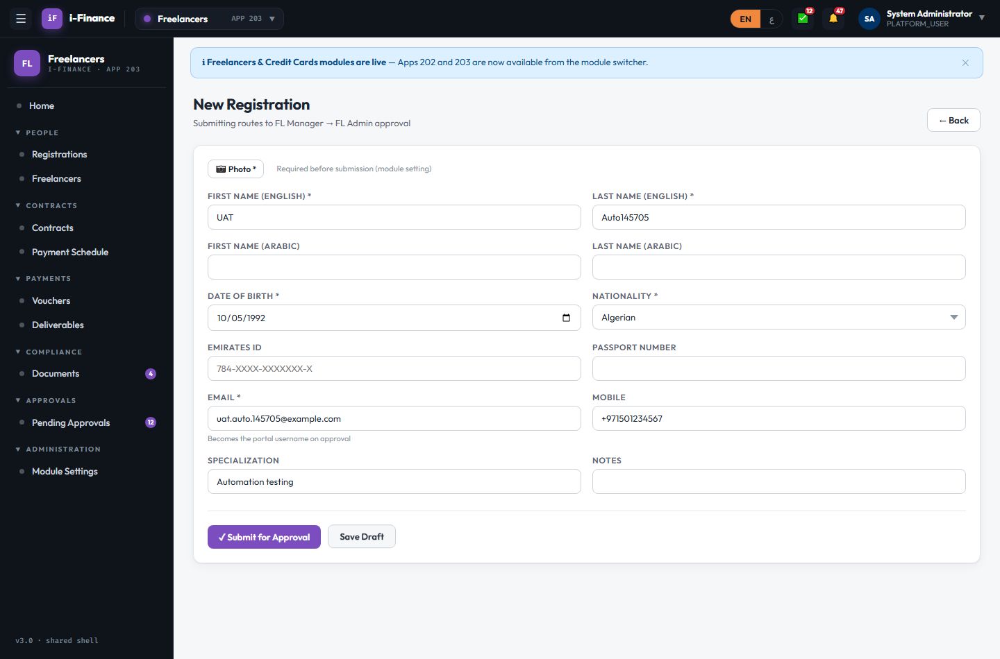 ☰ iF i-Finance Freelancers APP 203 ▼ EN ع 12 47 SA System Administrator ▼
PLATFORM_USER
FL Freelancers
I-FINANCE · APP 203
Home
▼ PEOPLE
Registrations
Freelancers
▼ CONTRACTS
Contracts
Payment Schedule
▼ PAYMENTS
Vouchers
Deliverables
▼ COMPLIANCE
Documents 4
▼ APPROVALS
Pending Approvals 12
▼ ADMINISTRATION
Module Settings
v3.0 · shared shell
ℹ Freelancers & Credit Cards modules are live — Apps 202 and 203 are now available from the module switcher. ×
New Registration
Submitting routes to FL Manager → FL Admin approval
← Back
📷 Photo * Required before submission (module setting)
FIRST NAME (ENGLISH) * LAST NAME (ENGLISH) *
UAT Auto145705
FIRST NAME (ARABIC) LAST NAME (ARABIC)
DATE OF BIRTH * NATIONALITY *
10/05/1992 Algerian
EMIRATES ID PASSPORT NUMBER
784-XXXX-XXXXXXX-X
EMAIL * MOBILE
uat.auto.145705@example.com +971501234567
Becomes the portal username on approval
SPECIALIZATION NOTES
Automation testing
✓ Submit for Approval Save Draft